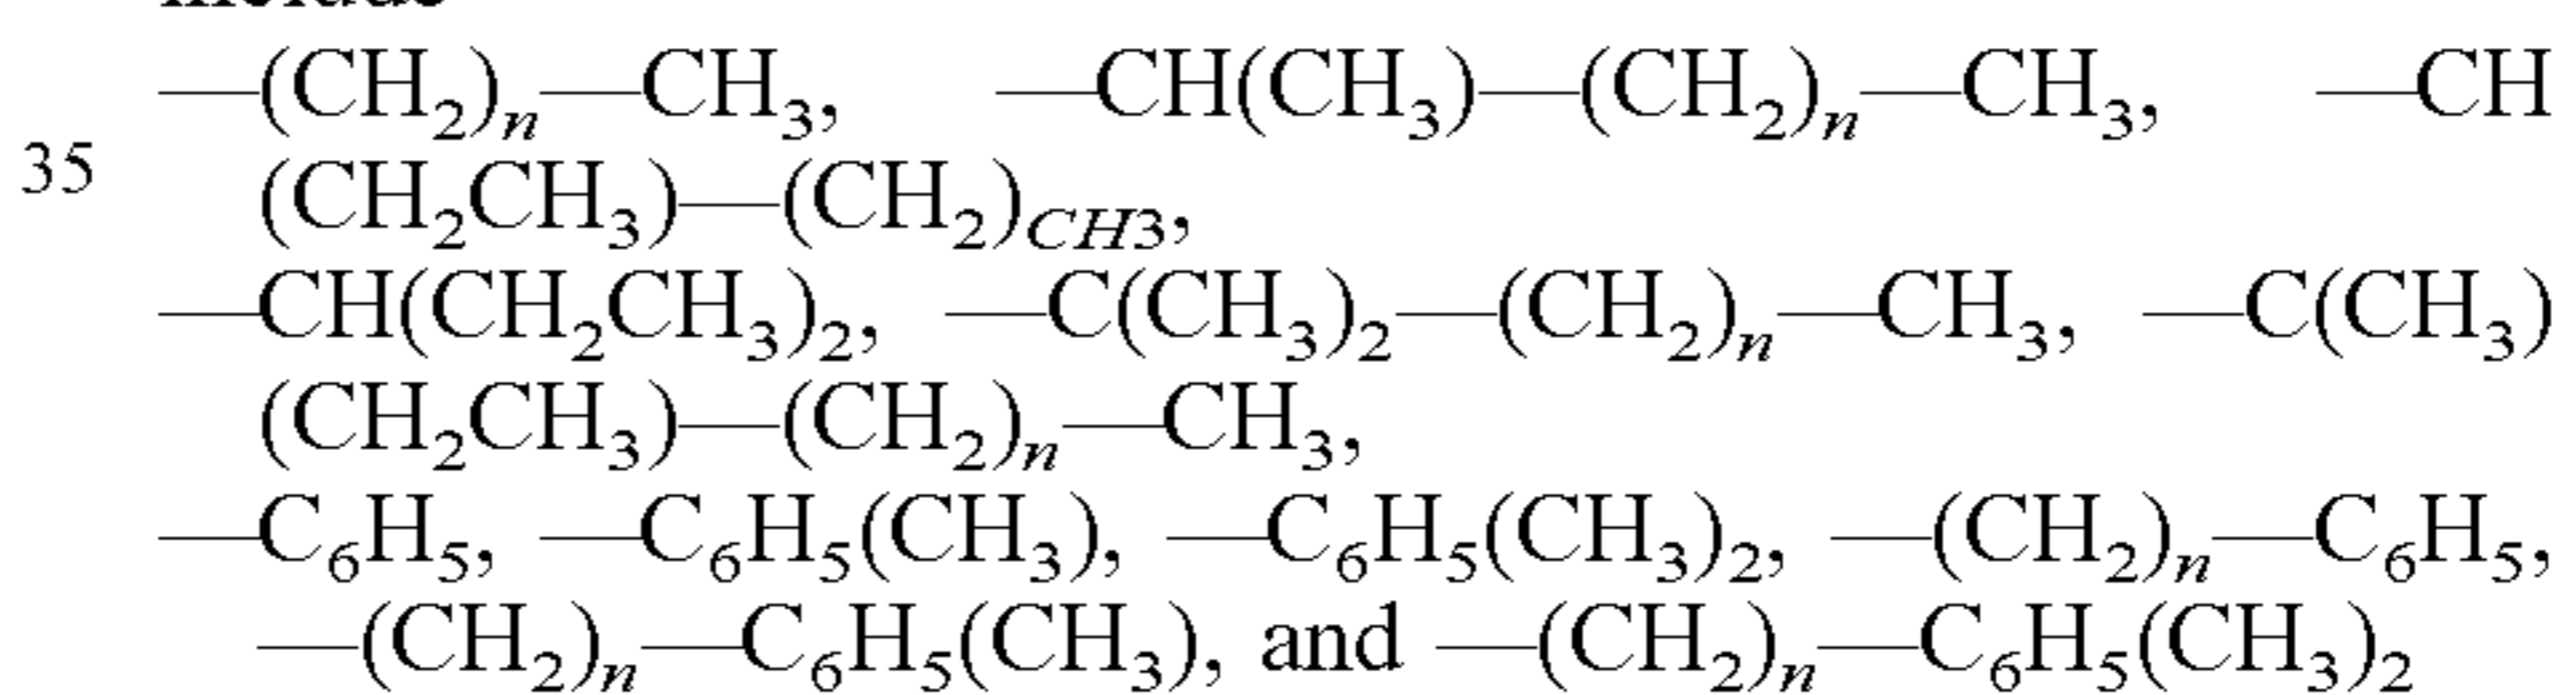 —(CH₂)ₙ—CH₃, —CH(CH₃)—(CH₂)ₙ—CH₃, —CH
35 (CH₂CH₃)—(CH₂)_CH3,
—CH(CH₂CH₃)₂, —C(CH₃)₂—(CH₂)ₙ—CH₃, —C(CH₃)
(CH₂CH₃)—(CH₂)ₙ—CH₃,
—C₆H₅, —C₆H₅(CH₃), —C₆H₅(CH₃)₂, —(CH₂)ₙ—C₆H₅,
—(CH₂)ₙ—C₆H₅(CH₃), and —(CH₂)ₙ—C₆H₅(CH₃)₂